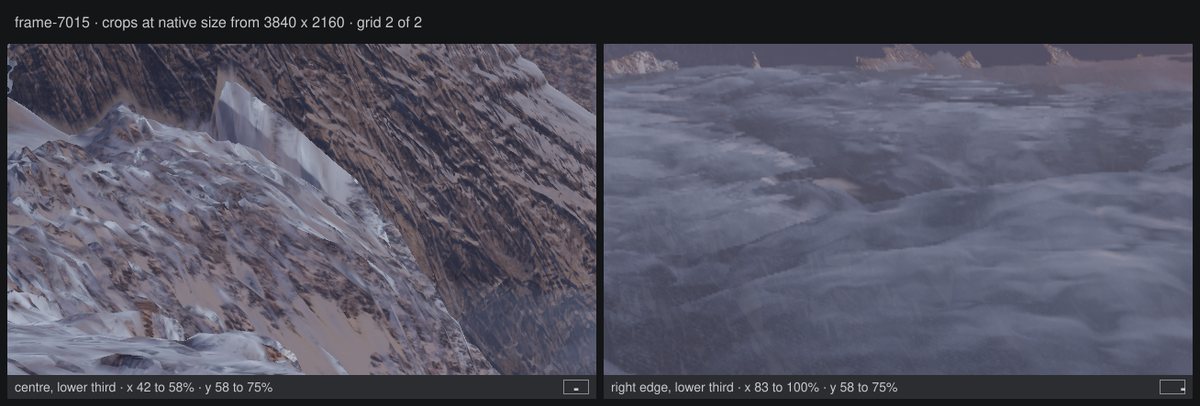 frame-7015 · crops at native size from 3840 x 2160 · grid 2 of 2
centre, lower third · x 42 to 58% · y 58 to 75%
right edge, lower third · x 83 to 100% · y 58 to 75%